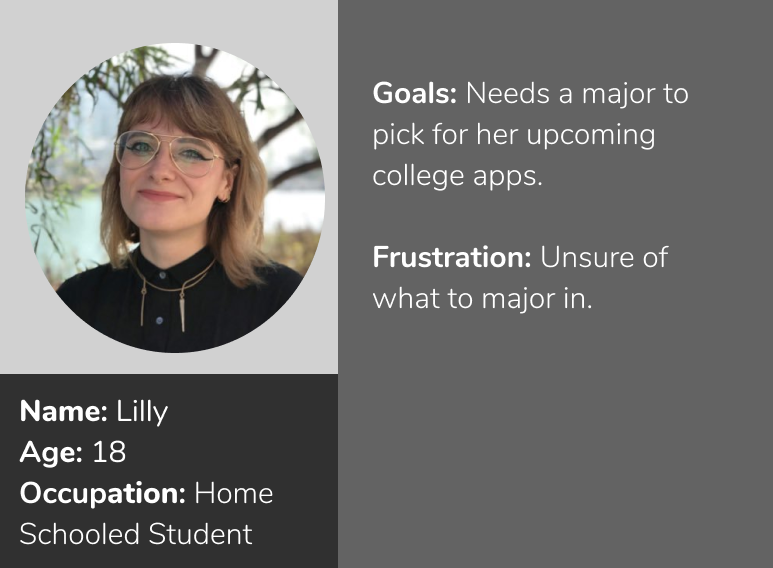 Goals: Needs a major to
pick for her upcoming
college apps.
Frustration: Unsure of
what to major in.
Name: Lilly
Age: 18
Occupation: Home
Schooled Student